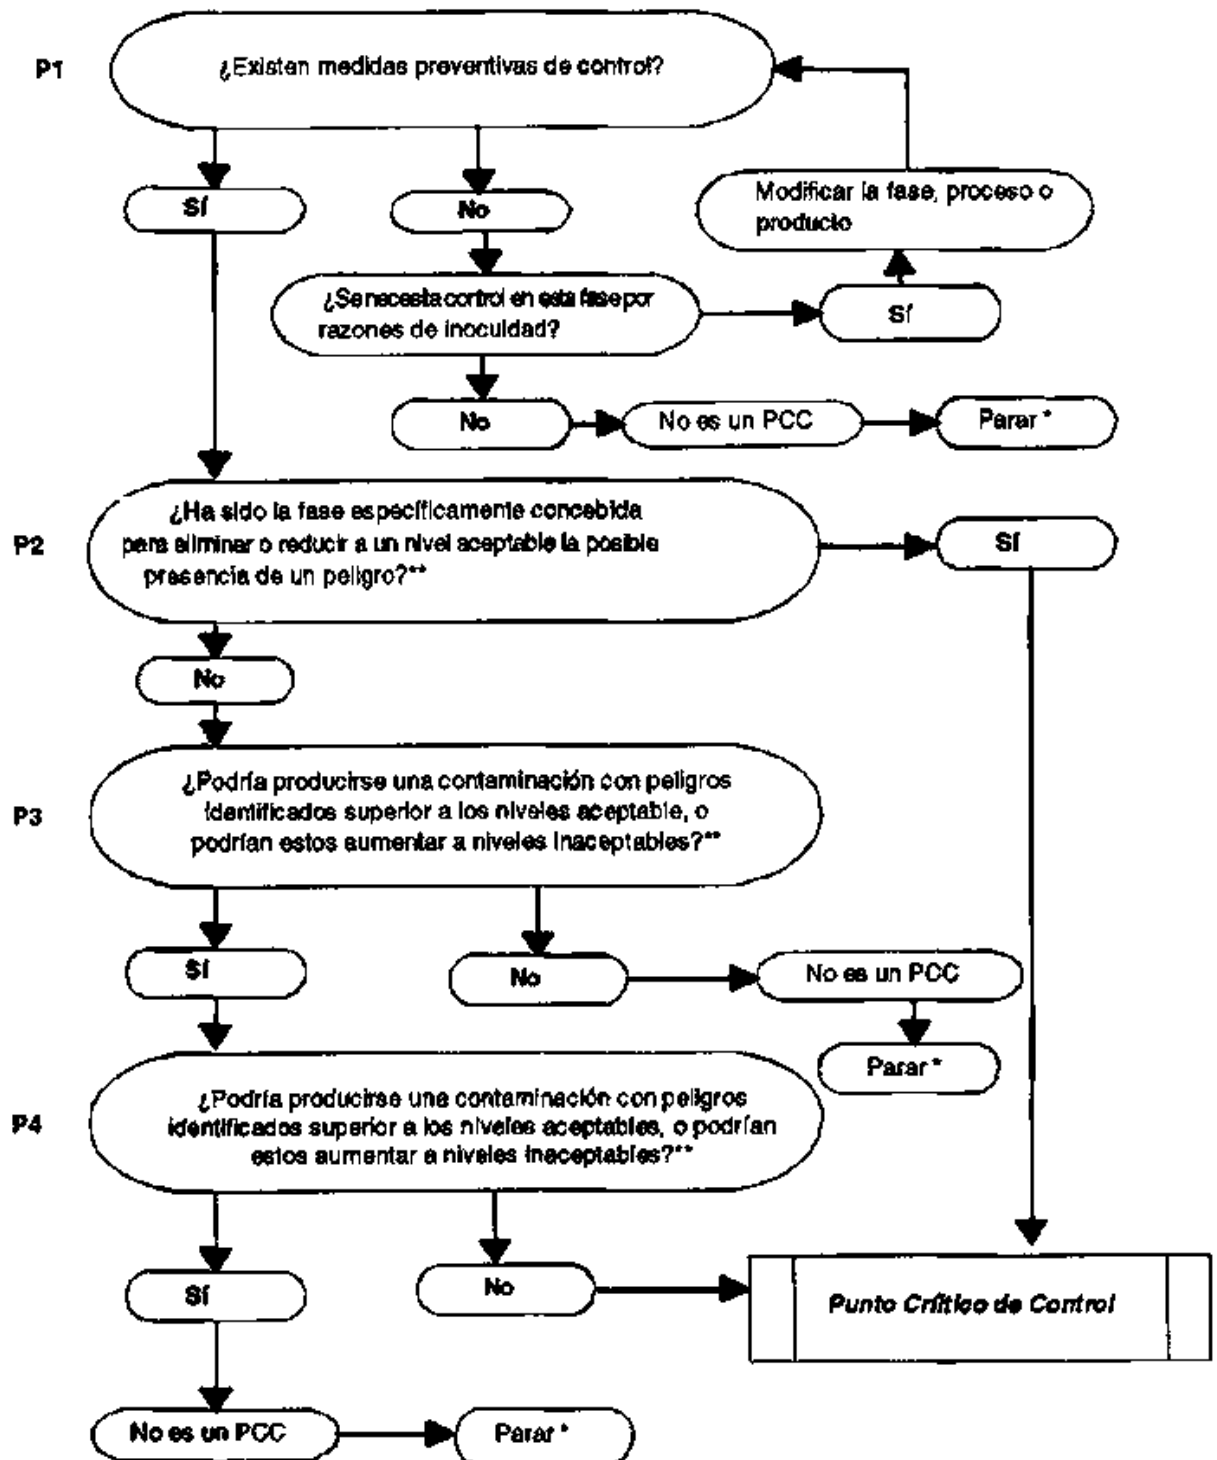 P1
¿Existen medidas preventivas de control?
Sí
No
Modificar la fase, proceso o
producto
¿Se necesita control en esta fase por
razones de inocuidad?
Sí
No
No es un PCC
Parar *
P2
¿Ha sido la fase específicamente concebida
para eliminar o reducir a un nivel aceptable la posible
presencia de un peligro?**
Sí
No
P3
¿Podría producirse una contaminación con peligros
identificados superior a los niveles aceptable, o
podrían estos aumentar a niveles inaceptables?**
Sí
No
No es un PCC
Parar *
P4
¿Podría producirse una contaminación con peligros
identificados superior a los niveles aceptables, o podrían
estos aumentar a niveles inaceptables?**
Sí
No
Punto Crítico de Control
No es un PCC
Parar *